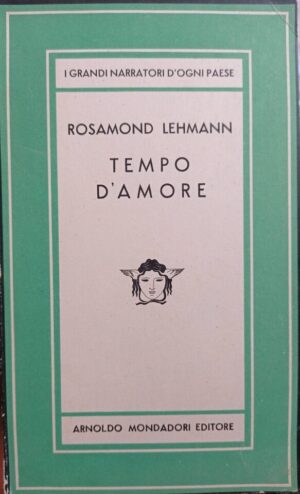 I GRANDI NARRATORI D'OGNI PAESE
ROSAMOND LEHMANN
TEMPO
D'AMORE
ARNOLDO MONDADORI EDITORE